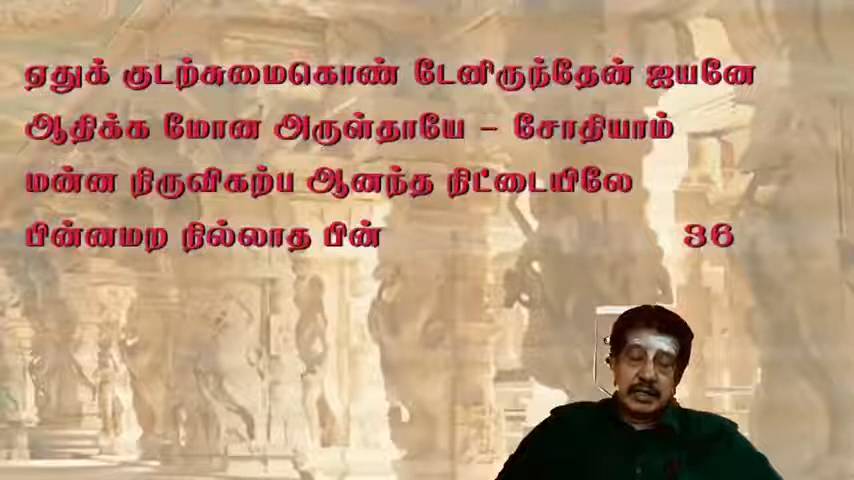 ஏதுக் குடற்சுமைகொண் டேனிருந்தேன் ஐயனே
ஆதிக்க மோன அருள்தாயே – சோதியாம்
மன்ன நிருவிகற்ப ஆனந்த நிட்டையிலே
பின்னமற நில்லாத பின் 36